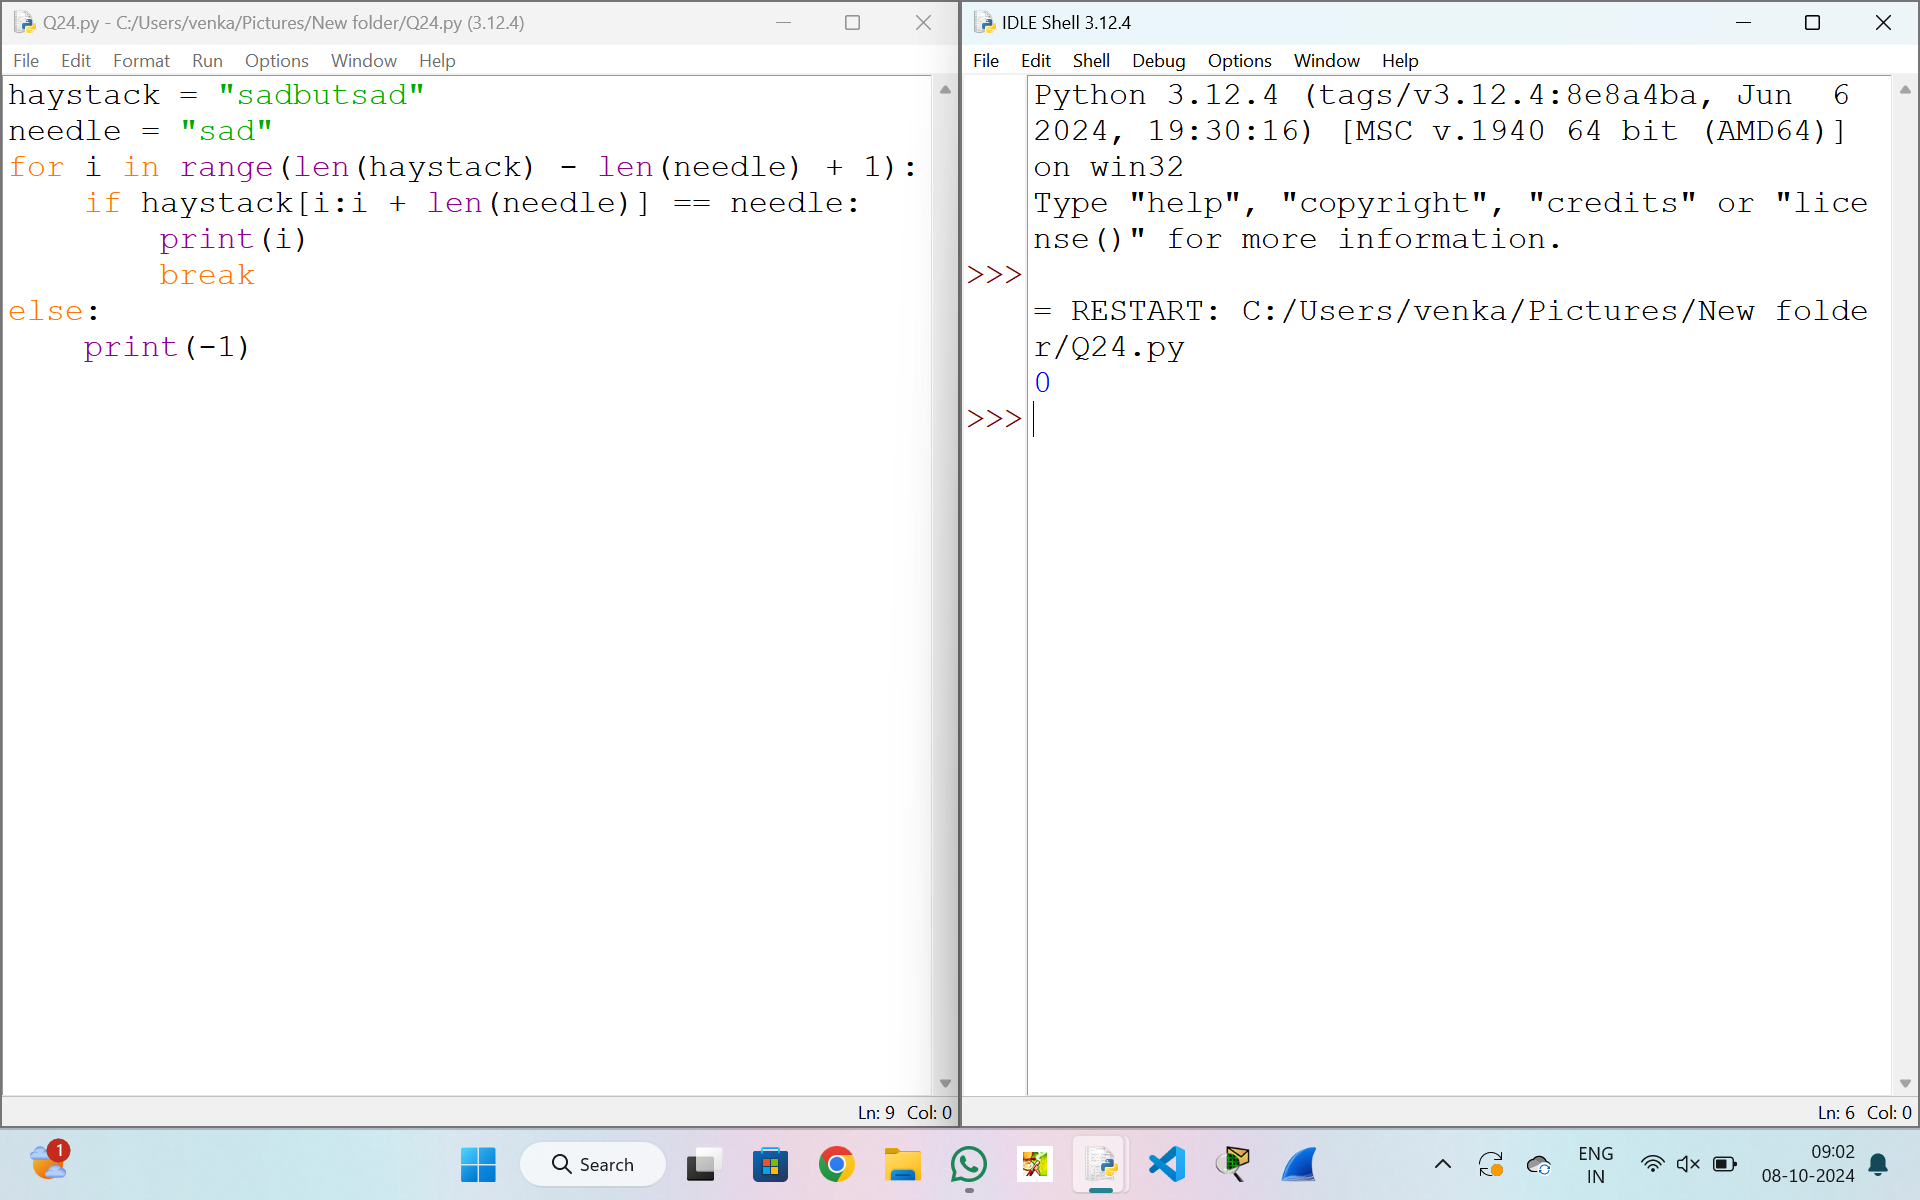 Q24.py - C:/Users/venka/Pictures/New folder/Q24.py (3.12.4)
File Edit Format Run Options Window Help
haystack = "sadbutsad"
needle = "sad"
for i in range(len(haystack) - len(needle) + 1):
    if haystack[i:i + len(needle)] == needle:
        print(i)
        break
else:
    print(-1)
Ln: 9 Col: 0
IDLE Shell 3.12.4
File Edit Shell Debug Options Window Help
Python 3.12.4 (tags/v3.12.4:8e8a4ba, Jun  6
2024, 19:30:16) [MSC v.1940 64 bit (AMD64)]
on win32
Type "help", "copyright", "credits" or "lice
nse()" for more information.
>>>
= RESTART: C:/Users/venka/Pictures/New folde
r/Q24.py
0
>>>
Ln: 6 Col: 0
1
Search
ENG
IN
09:02
08-10-2024